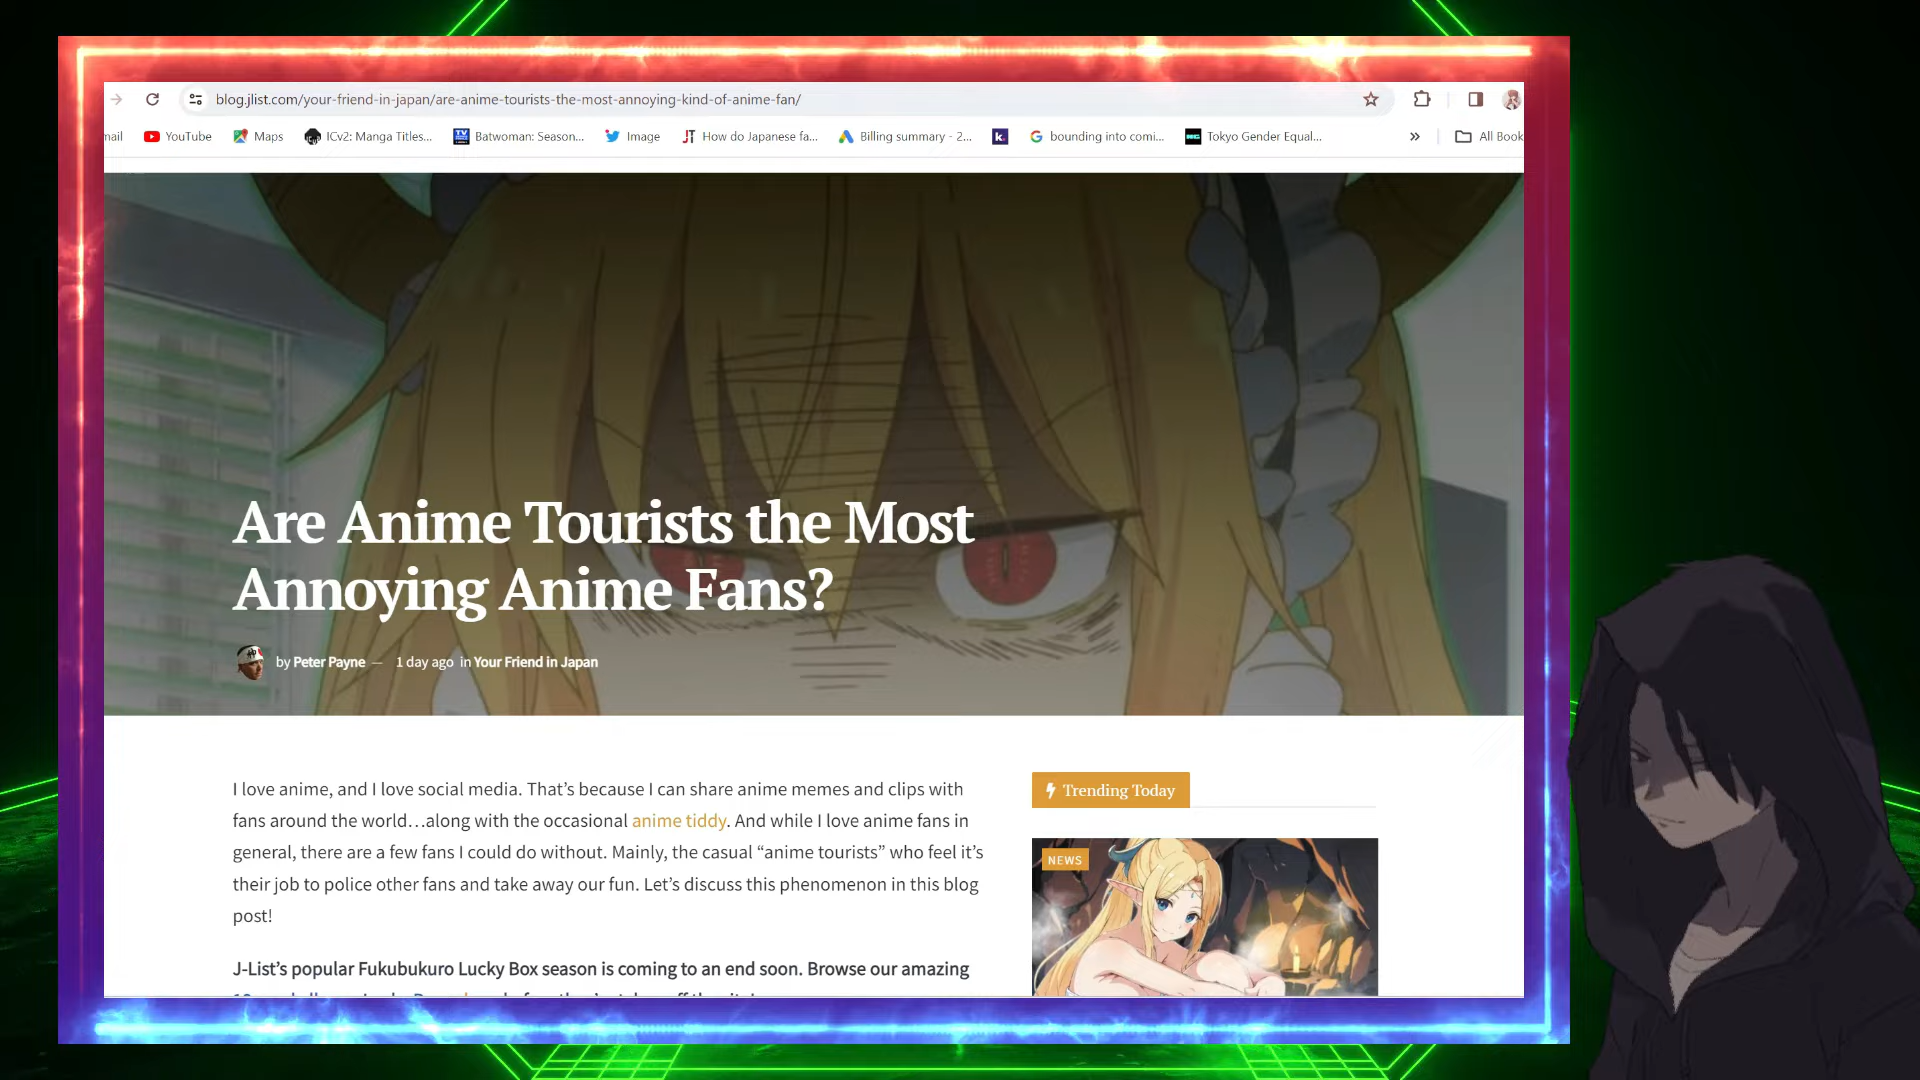 blog.jlist.com/your-friend-in-japan/are-anime-tourists-the-most-annoying-kind-of-anime-fan/
nail YouTube Maps ICv2: Manga Titles... Batwoman: Season... Image How do Japanese fa... Billing summary - 2... k. bounding into comi... Tokyo Gender Equal... » All Book
Are Anime Tourists the Most
Annoying Anime Fans?
by Peter Payne — 1 day ago in Your Friend in Japan
I love anime, and I love social media. That’s because I can share anime memes and clips with
fans around the world…along with the occasional anime tiddy. And while I love anime fans in
general, there are a few fans I could do without. Mainly, the casual “anime tourists” who feel it’s
their job to police other fans and take away our fun. Let’s discuss this phenomenon in this blog
post!
J-List’s popular Fukubukuro Lucky Box season is coming to an end soon. Browse our amazing
Trending Today
NEWS